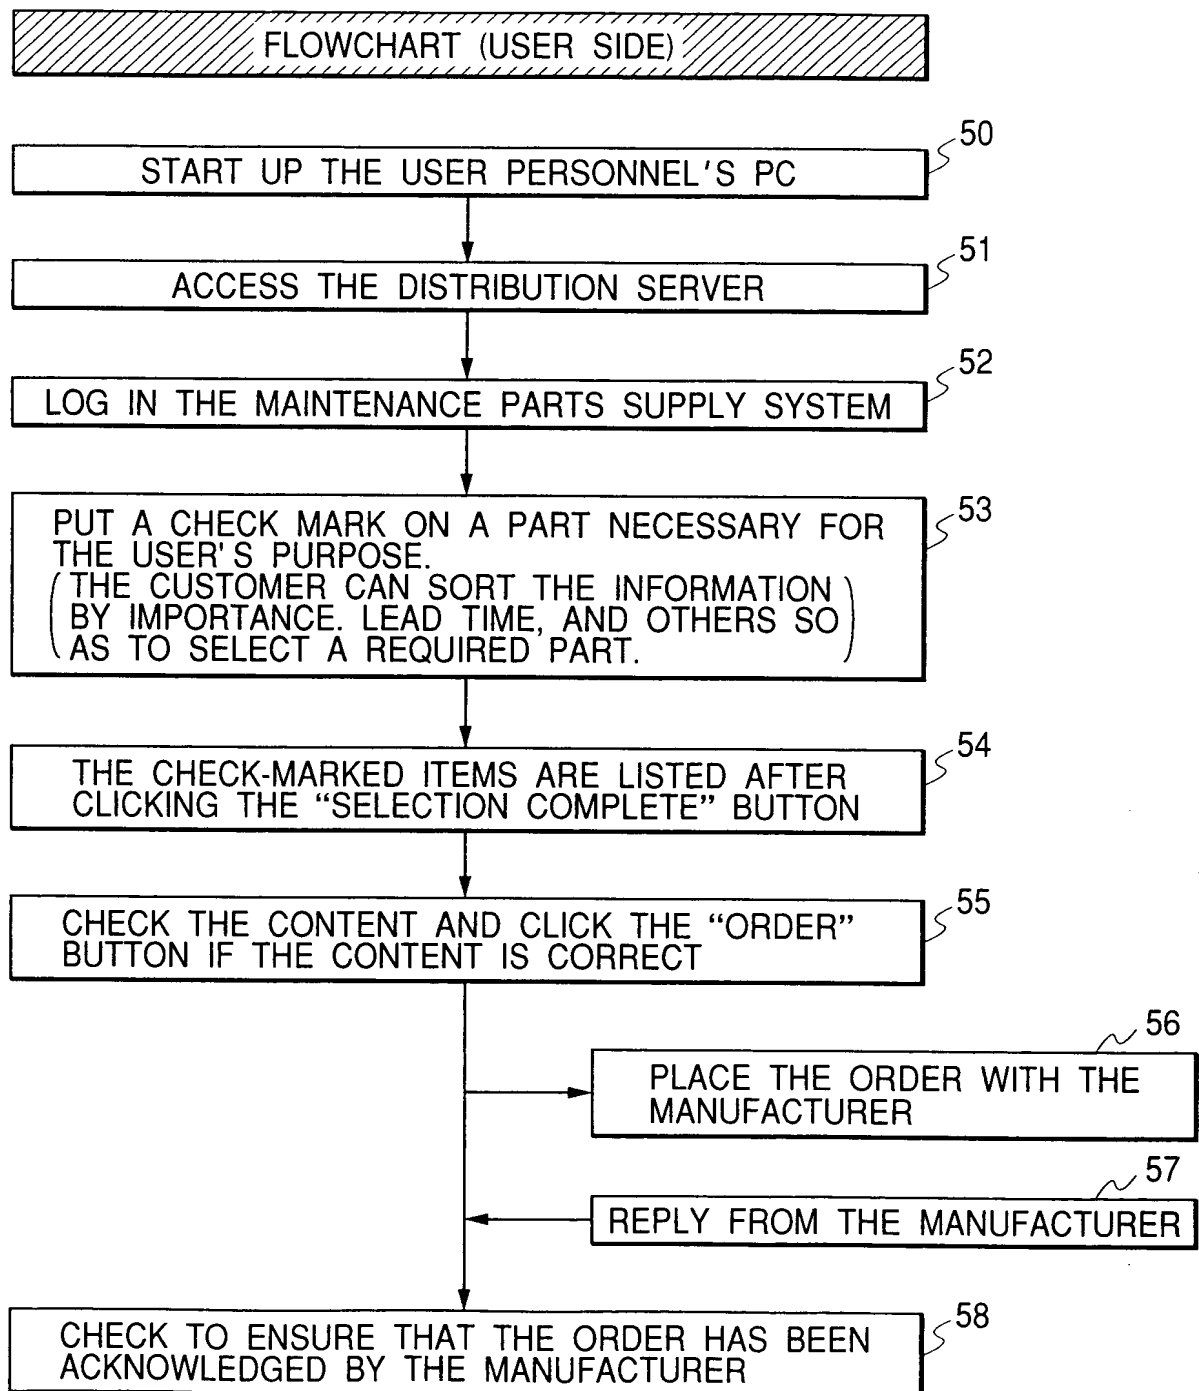 FLOWCHART (USER SIDE)
50
START UP THE USER PERSONNEL'S PC
51
ACCESS THE DISTRIBUTION SERVER
52
LOG IN THE MAINTENANCE PARTS SUPPLY SYSTEM
53
PUT A CHECK MARK ON A PART NECESSARY FOR
THE USER'S PURPOSE.
(THE CUSTOMER CAN SORT THE INFORMATION
BY IMPORTANCE. LEAD TIME, AND OTHERS SO
AS TO SELECT A REQUIRED PART.)
54
THE CHECK-MARKED ITEMS ARE LISTED AFTER
CLICKING THE “SELECTION COMPLETE” BUTTON
55
CHECK THE CONTENT AND CLICK THE “ORDER”
BUTTON IF THE CONTENT IS CORRECT
56
PLACE THE ORDER WITH THE
MANUFACTURER
57
REPLY FROM THE MANUFACTURER
58
CHECK TO ENSURE THAT THE ORDER HAS BEEN
ACKNOWLEDGED BY THE MANUFACTURER